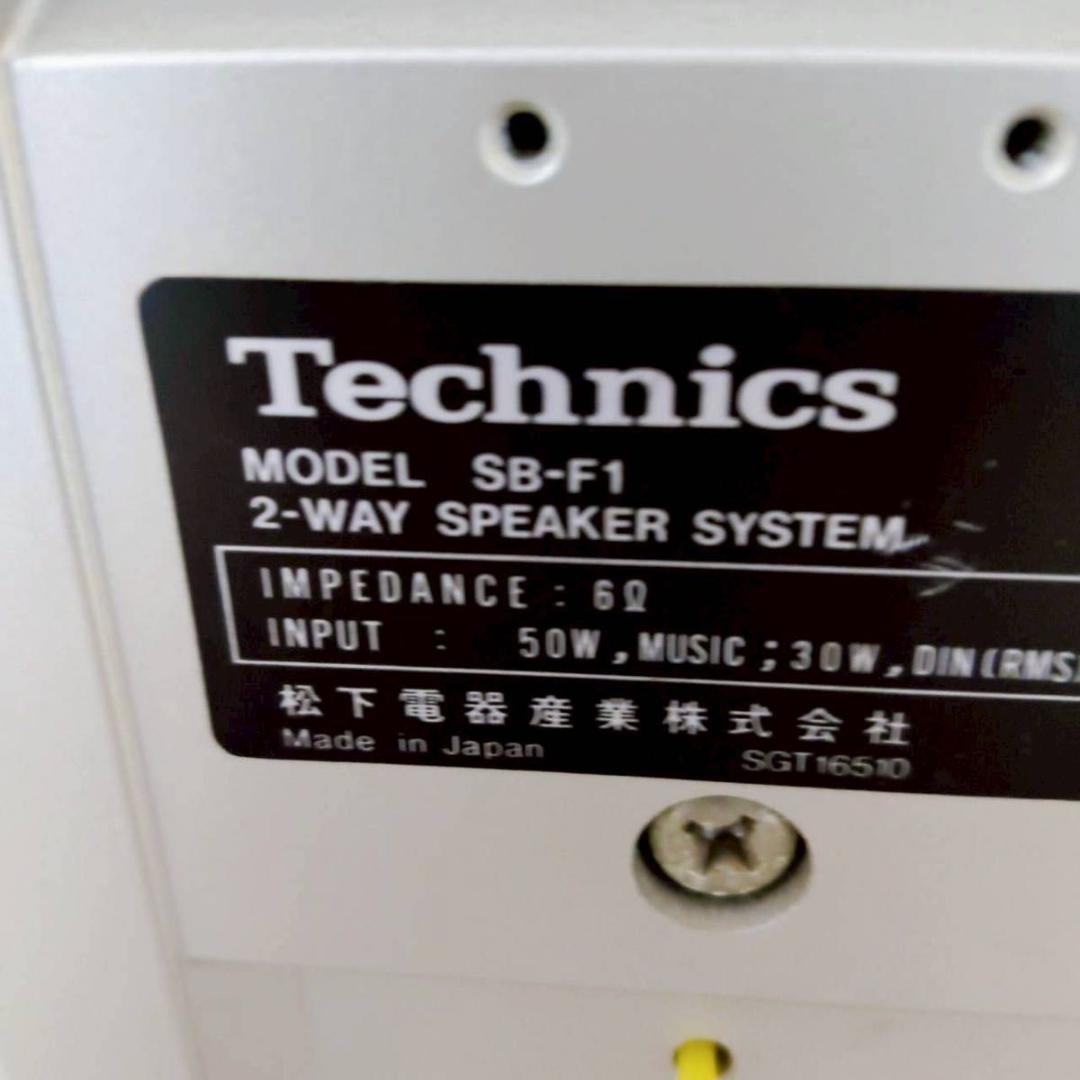 Technics
MODEL SB-F1
2-WAY SPEAKER SYSTEM
IMPEDANCE : 6Ω
INPUT : 50W, MUSIC ; 30W, DIN(RMS
松下電器産業株式会社
Made in Japan SGT16510